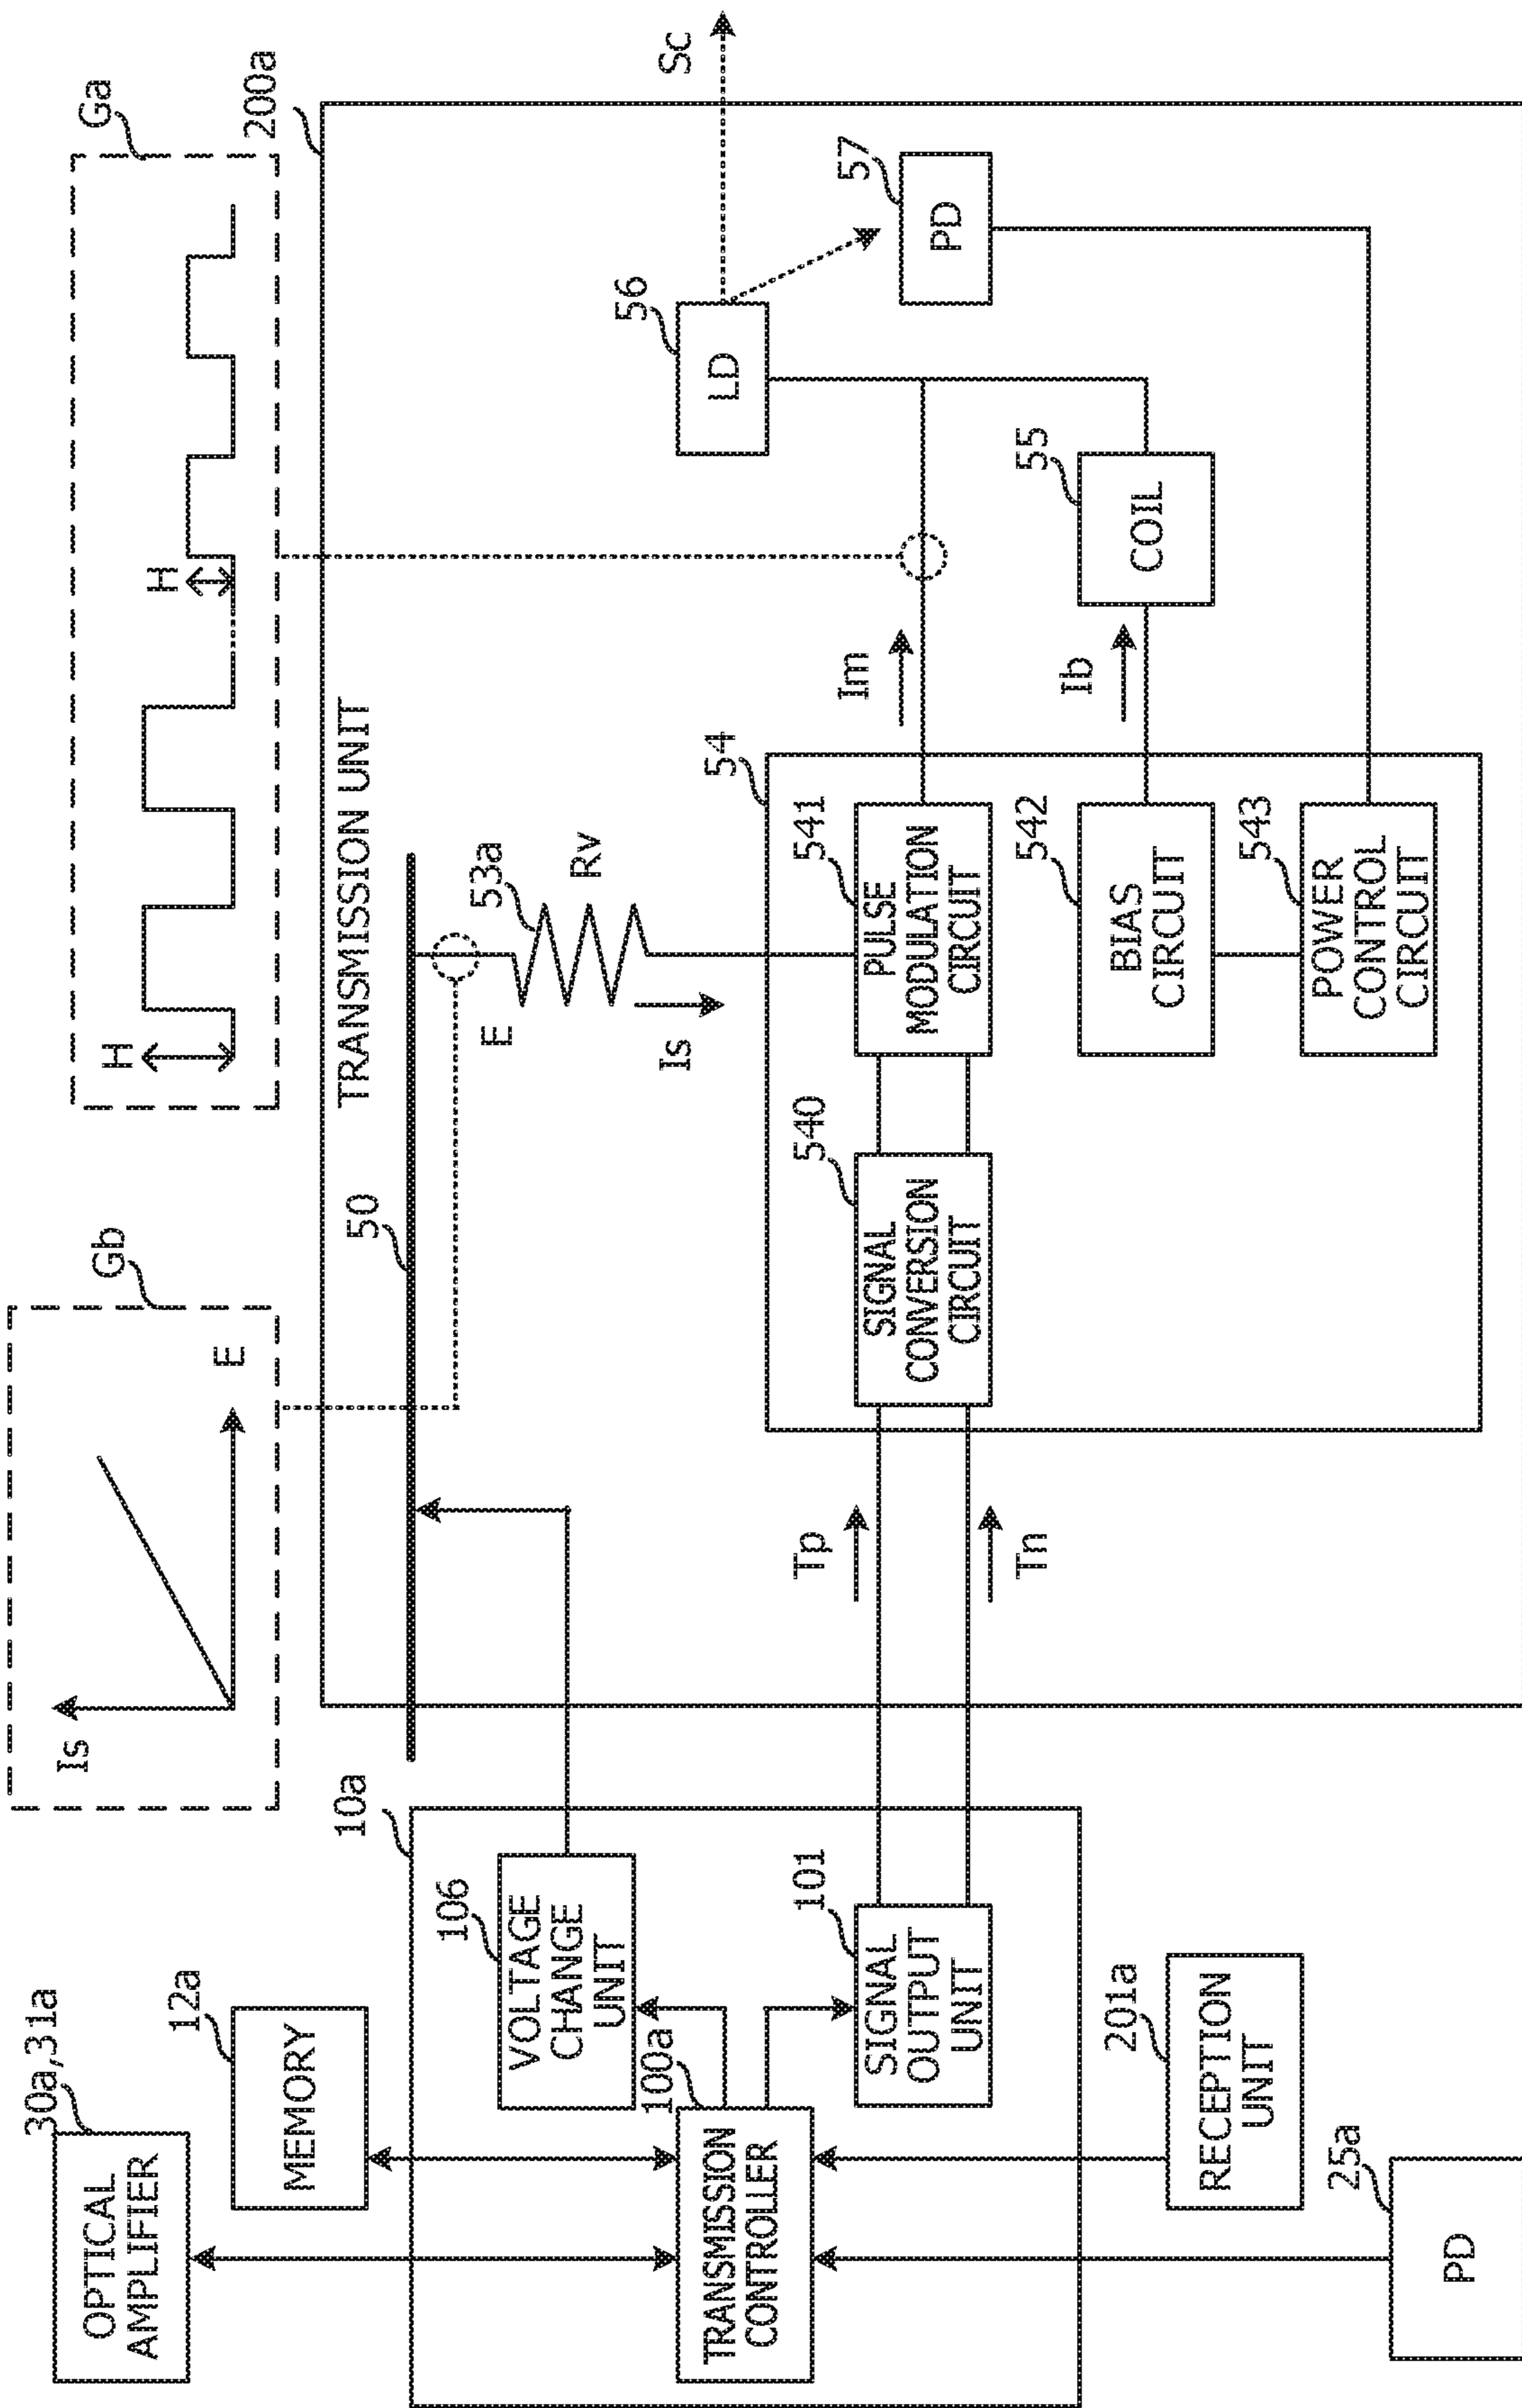 Ga
H
H
Gb
Is
E
200a
TRANSMISSION UNIT
50
E
53a
Rv
Is
54
540
SIGNAL
CONVERSION
CIRCUIT
541
PULSE
MODULATION
CIRCUIT
542
BIAS
CIRCUIT
543
POWER
CONTROL
CIRCUIT
Im
Ib
55
COIL
56
LD
57
PD
Sc
Tp
Tn
10a
106
VOLTAGE
CHANGE
UNIT
100a
TRANSMISSION
CONTROLLER
101
SIGNAL
OUTPUT
UNIT
30a,31a
OPTICAL
AMPLIFIER
12a
MEMORY
201a
RECEPTION
UNIT
25a
PD